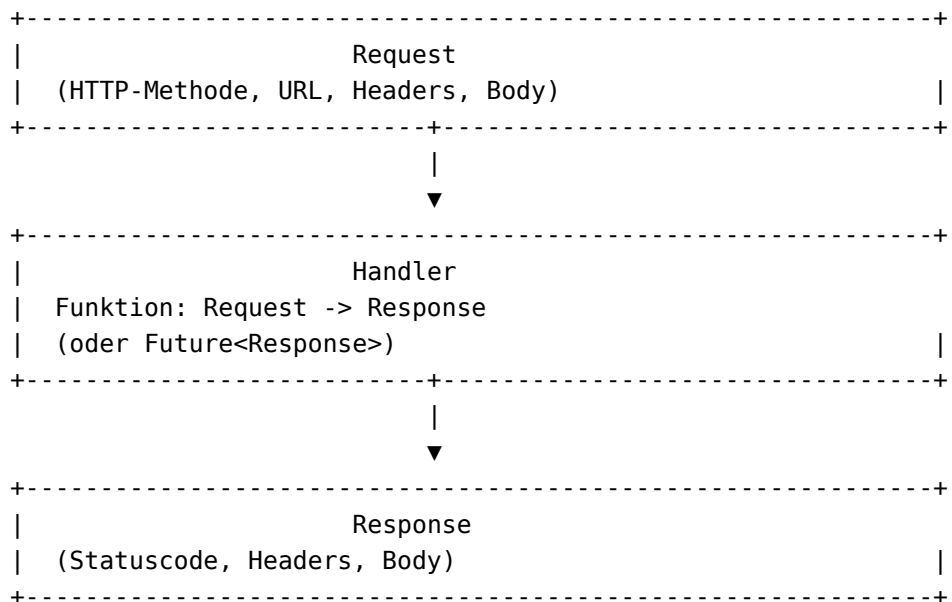 Request
(HTTP-Methode, URL, Headers, Body)
Handler
Funktion: Request -> Response
(oder Future<Response>)
Response
(Statuscode, Headers, Body)